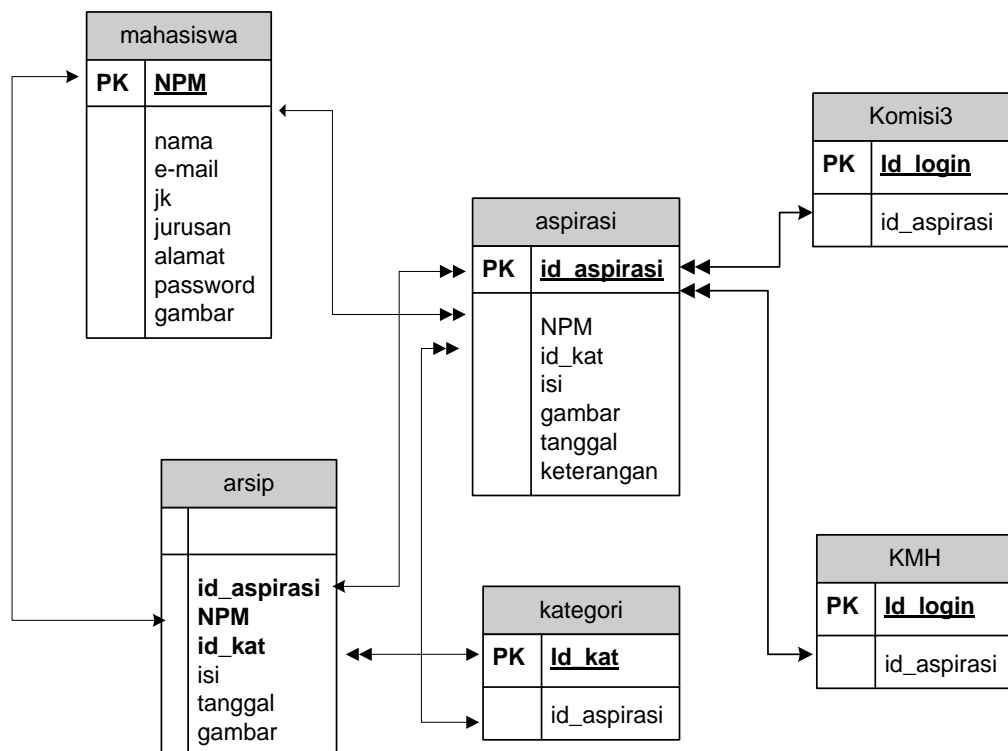 mahasiswa
PK NPM
nama
e-mail
jk
jurusan
alamat
password
gambar
Komisi3
PK Id_login
id_aspirasi
aspirasi
PK id_aspirasi
NPM
id_kat
isi
gambar
tanggal
keterangan
arsip
id_aspirasi
NPM
id_kat
isi
tanggal
gambar
kategori
PK Id_kat
id_aspirasi
KMH
PK Id_login
id_aspirasi